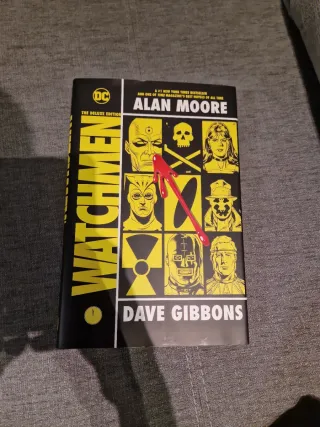 DC
THE DELUXE EDITION
WATCHMEN
A #1 NEW YORK TIMES BESTSELLER
AND ONE OF TIME MAGAZINE'S BEST NOVELS OF ALL TIME
ALAN MOORE
DAVE GIBBONS
WATCHMEN